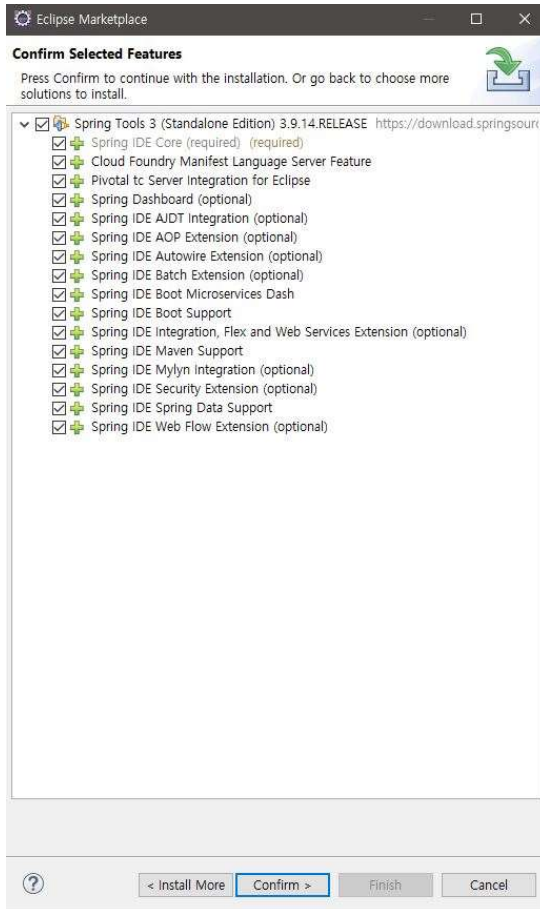 Eclipse Marketplace
Confirm Selected Features
Press Confirm to continue with the installation. Or go back to choose more
solutions to install.
Spring Tools 3 (Standalone Edition) 3.9.14.RELEASE https://download.springsour
Spring IDE Core (required) (required)
Cloud Foundry Manifest Language Server Feature
Pivotal tc Server Integration for Eclipse
Spring Dashboard (optional)
Spring IDE AJDT Integration (optional)
Spring IDE AOP Extension (optional)
Spring IDE Autowire Extension (optional)
Spring IDE Batch Extension (optional)
Spring IDE Boot Microservices Dash
Spring IDE Boot Support
Spring IDE Integration, Flex and Web Services Extension (optional)
Spring IDE Maven Support
Spring IDE Mylyn Integration (optional)
Spring IDE Security Extension (optional)
Spring IDE Spring Data Support
Spring IDE Web Flow Extension (optional)
? < Install More Confirm > Finish Cancel